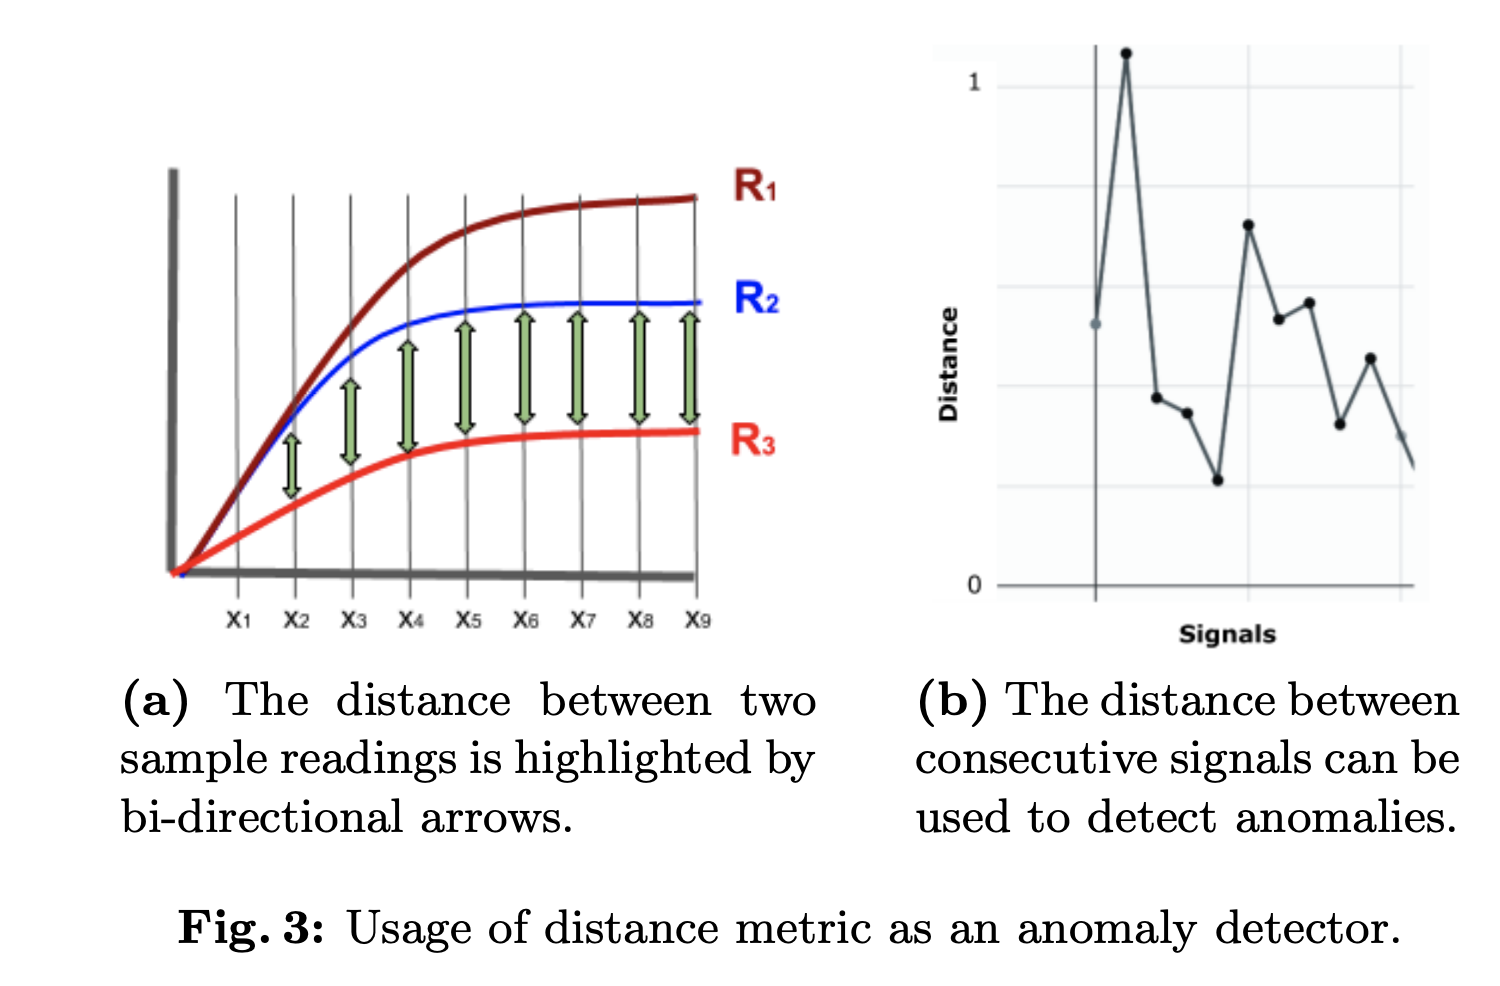 R1
R2
R3
X1 X2 X3 X4 X5 X6 X7 X8 X9
1
Distance
0
Signals
(a) The distance between two
sample readings is highlighted by
bi-directional arrows.
(b) The distance between
consecutive signals can be
used to detect anomalies.
Fig. 3: Usage of distance metric as an anomaly detector.